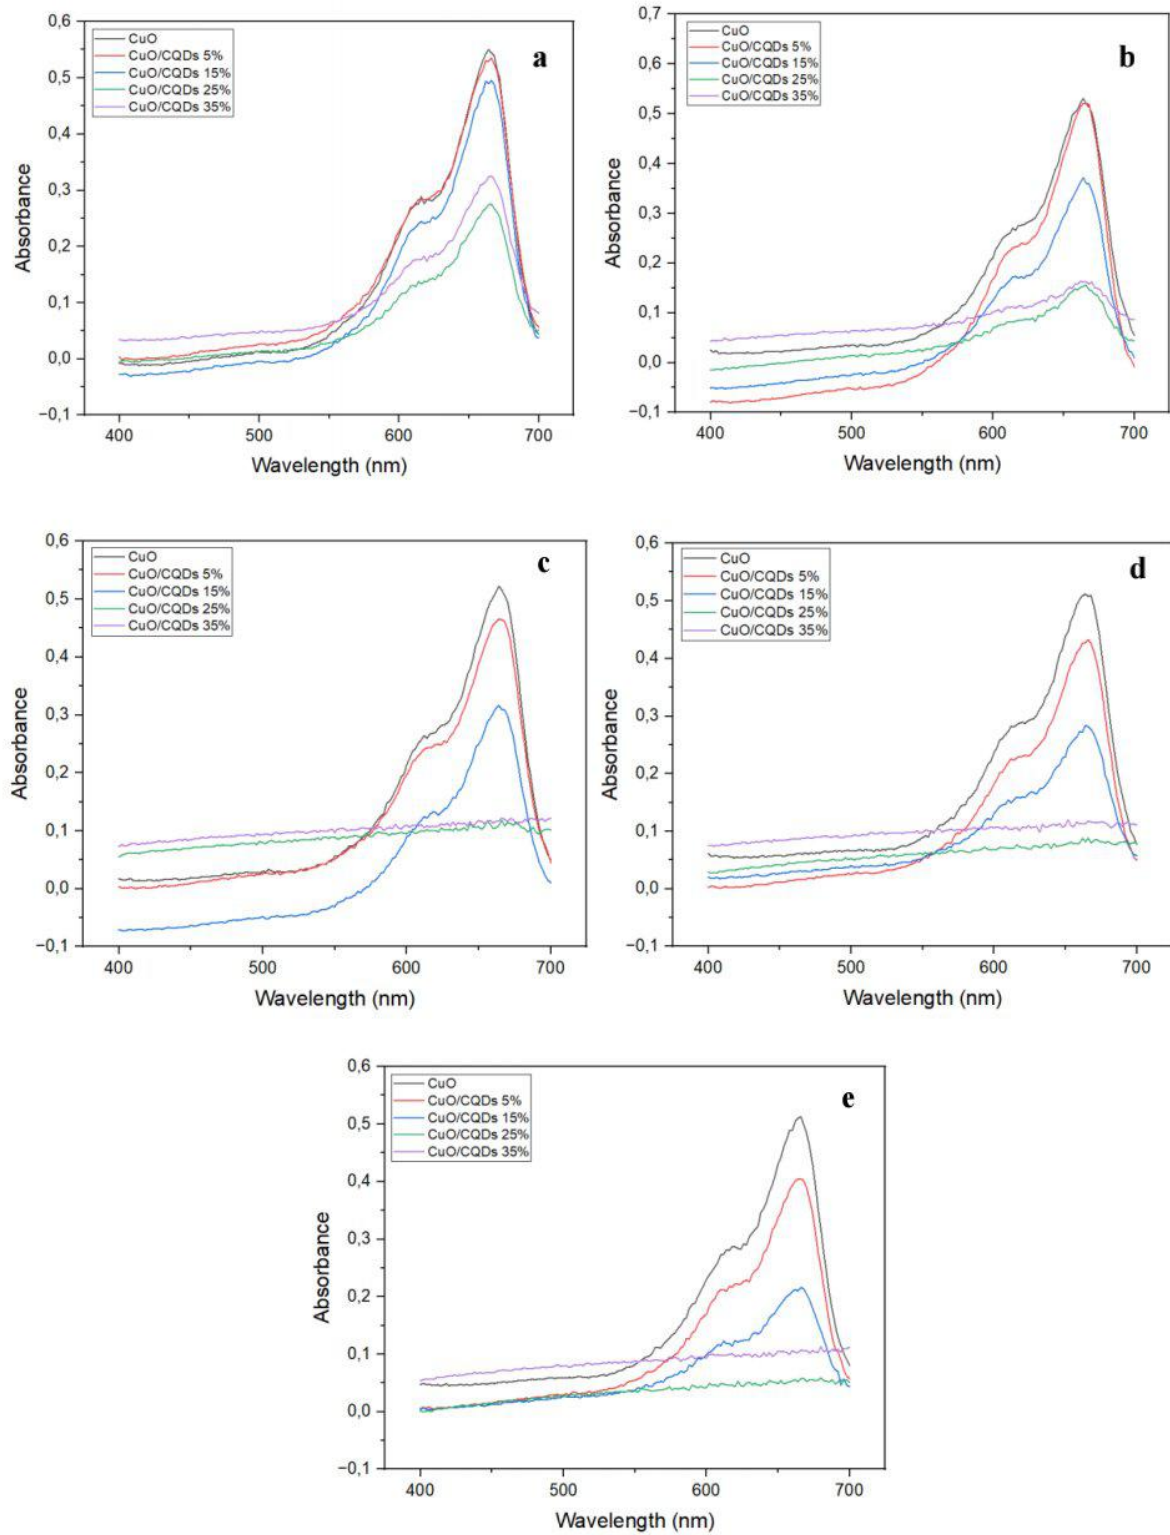 a
CuO
CuO/CQDs 5%
CuO/CQDs 15%
CuO/CQDs 25%
CuO/CQDs 35%
0,6
0,5
0,4
0,3
0,2
0,1
0,0
−0,1
Absorbance
400 500 600 700
Wavelength (nm)
b
CuO
CuO/CQDs 5%
CuO/CQDs 15%
CuO/CQDs 25%
CuO/CQDs 35%
0,7
0,6
0,5
0,4
0,3
0,2
0,1
0,0
−0,1
Absorbance
400 500 600 700
Wavelength (nm)
c
CuO
CuO/CQDs 5%
CuO/CQDs 15%
CuO/CQDs 25%
CuO/CQDs 35%
0,6
0,5
0,4
0,3
0,2
0,1
0,0
−0,1
Absorbance
400 500 600 700
Wavelength (nm)
d
CuO
CuO/CQDs 5%
CuO/CQDs 15%
CuO/CQDs 25%
CuO/CQDs 35%
0,6
0,5
0,4
0,3
0,2
0,1
0,0
−0,1
Absorbance
400 500 600 700
Wavelength (nm)
e
CuO
CuO/CQDs 5%
CuO/CQDs 15%
CuO/CQDs 25%
CuO/CQDs 35%
0,6
0,5
0,4
0,3
0,2
0,1
0,0
−0,1
Absorbance
400 500 600 700
Wavelength (nm)